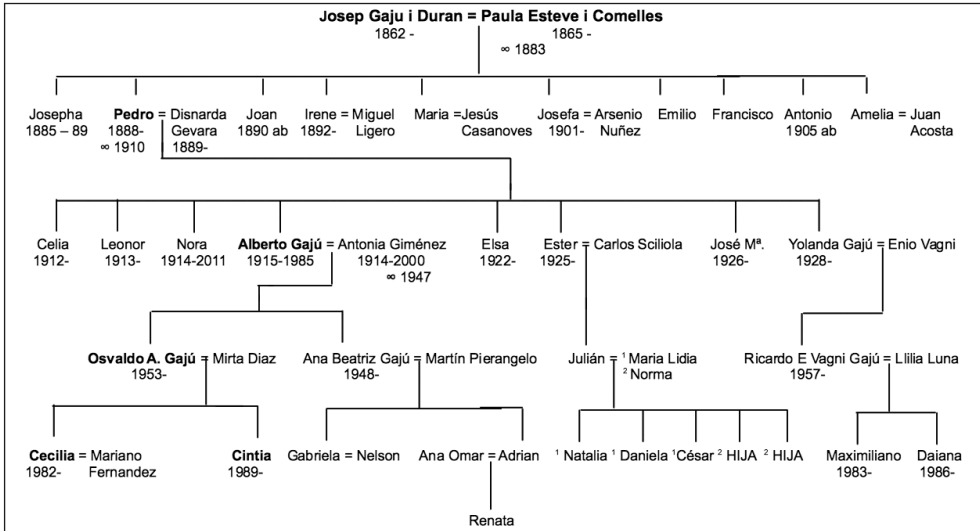 Josep Gaju i Duran = Paula Esteve i Comelles
1862 - 1865 -
∞ 1883
Josepha Pedro = Disnarda Joan Irene = Miguel Maria = Jesús Josefa = Arsenio Emilio Francisco Antonio Amelia = Juan
1885 – 89 1888- Gevara 1890 ab 1892- Ligero Casanoves 1901- Nuñez 1905 ab Acosta
∞ 1910 1889-
Celia Leonor Nora Alberto Gajú = Antonia Giménez Elsa Ester = Carlos Sciliola José Mª. Yolanda Gajú = Enio Vagni
1912- 1913- 1914-2011 1915-1985 1914-2000 1922- 1925- 1926- 1928-
∞ 1947
Osvaldo A. Gajú = Mirta Diaz Ana Beatriz Gajú = Martín Pierangelo Julián = ¹ Maria Lidia Ricardo E Vagni Gajú = Llilia Luna
1953- 1948- ² Norma 1957-
Cecilia = Mariano Cintia Gabriela = Nelson Ana Omar = Adrian ¹ Natalia ¹ Daniela ¹ César ² HIJA ² HIJA Maximiliano Daiana
1982- Fernandez 1989- 1983- 1986-
Renata